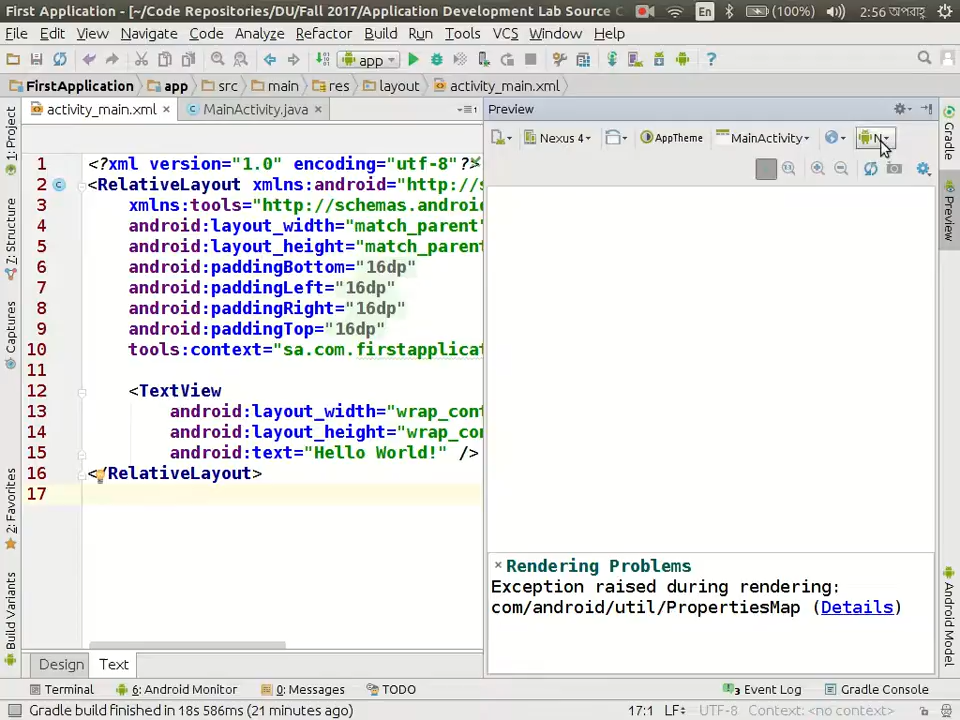 First Application - [~/Code Repositories/DU/Fall 2017/Application Development Lab Source C
En
(100%)
2:56 অপরাহ্ণ
File Edit View Navigate Code Analyze Refactor Build Run Tools VCS Window Help
app
FirstApplication app src main res layout activity_main.xml
activity_main.xml × MainActivity.java ×
Preview
Nexus 4 AppTheme MainActivity N
1 <?xml version="1.0" encoding="utf-8"?>
2 <RelativeLayout xmlns:android="http://s
3 xmlns:tools="http://schemas.android
4 android:layout_width="match_parent"
5 android:layout_height="match_parent
6 android:paddingBottom="16dp"
7 android:paddingLeft="16dp"
8 android:paddingRight="16dp"
9 android:paddingTop="16dp"
10 tools:context="sa.com.firstapplicat
11
12 <TextView
13 android:layout_width="wrap_con
14 android:layout_height="wrap_co
15 android:text="Hello World!" />
16 </RelativeLayout>
17
Rendering Problems
Exception raised during rendering:
com/android/util/PropertiesMap (Details)
1: Project
7: Structure
Captures
2: Favorites
Build Variants
Gradle
Preview
Android Model
Design Text
Terminal 6: Android Monitor 0: Messages TODO 3 Event Log Gradle Console
Gradle build finished in 18s 586ms (21 minutes ago) 17:1 LF UTF-8 Context: <no context>